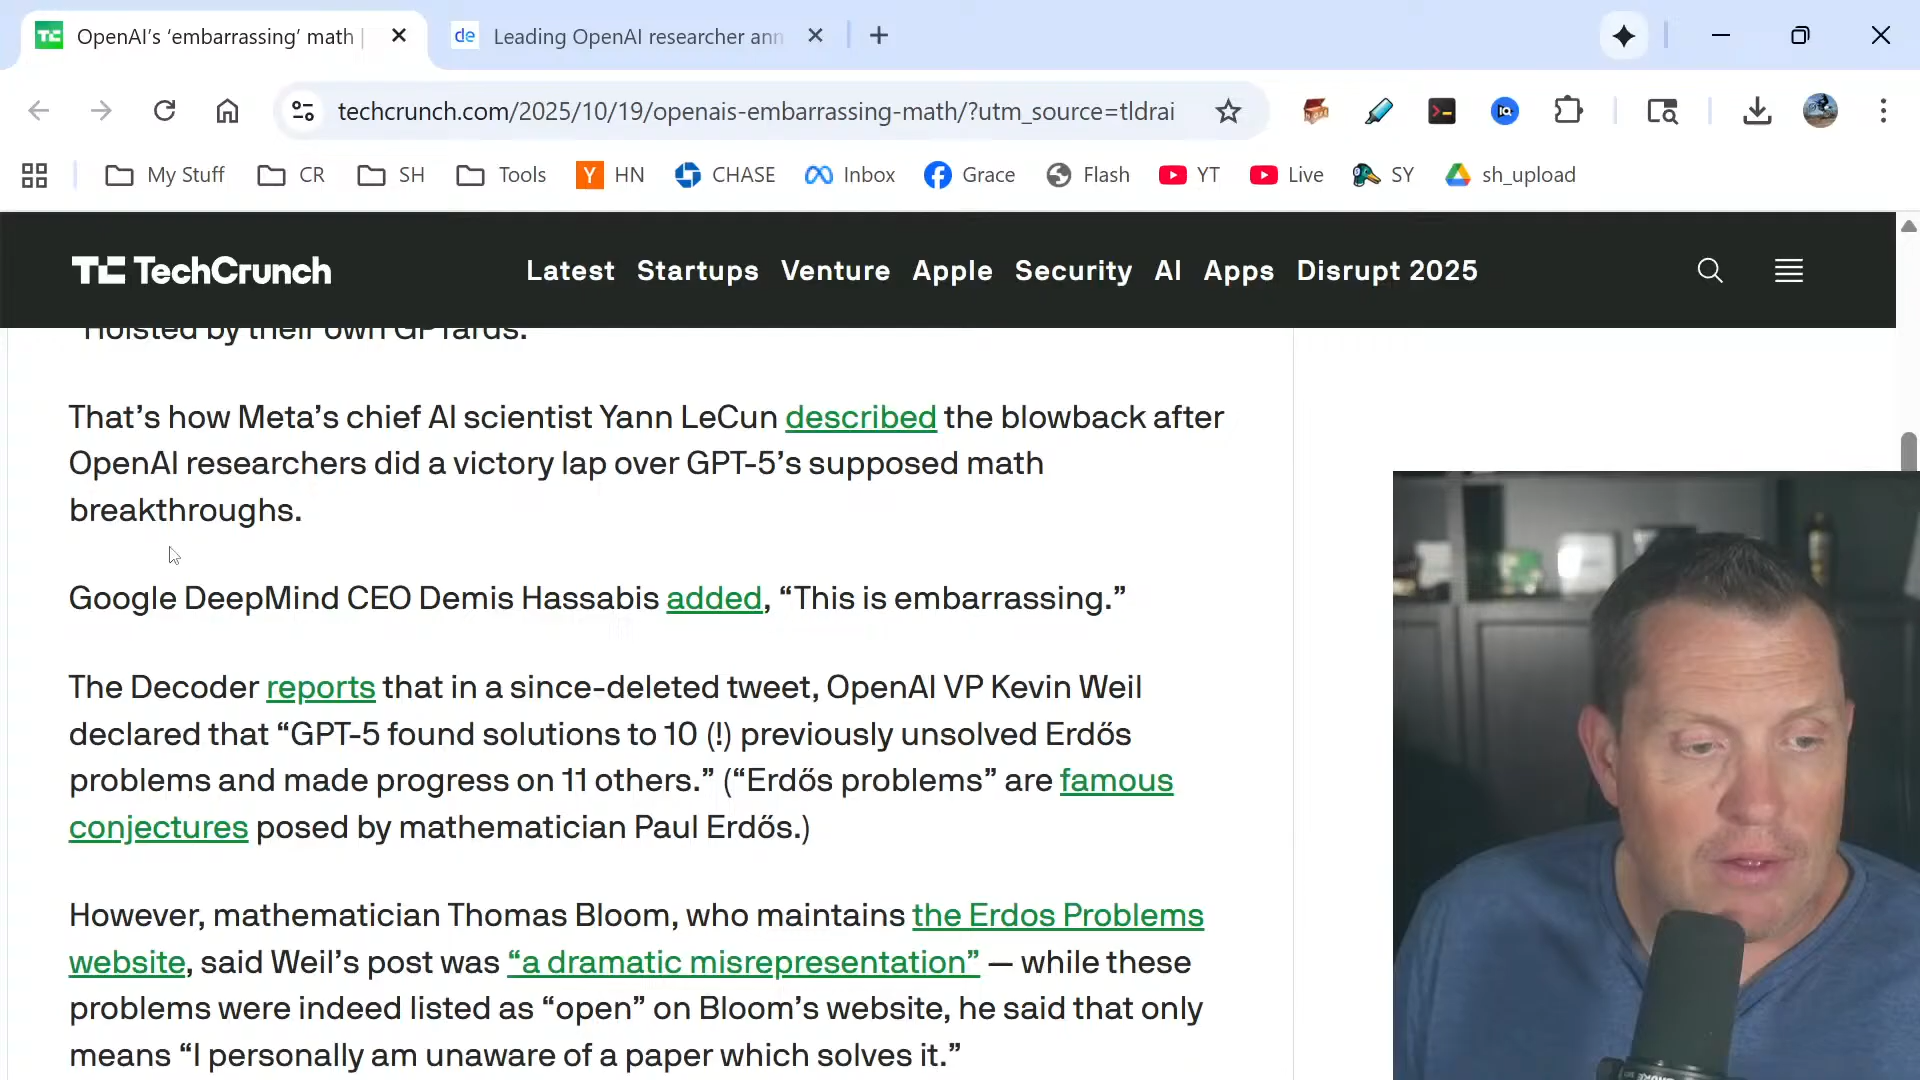 OpenAI's 'embarrassing' math
Leading OpenAI researcher ann
techcrunch.com/2025/10/19/openais-embarrassing-math/?utm_source=tldrai
My Stuff CR SH Tools HN CHASE Inbox Grace Flash YT Live SY sh_upload
TechCrunch
Latest Startups Venture Apple Security AI Apps Disrupt 2025
"Hoisted by their own GPTards."
That's how Meta's chief AI scientist Yann LeCun described the blowback after
OpenAI researchers did a victory lap over GPT-5's supposed math
breakthroughs.
Google DeepMind CEO Demis Hassabis added, “This is embarrassing.”
The Decoder reports that in a since-deleted tweet, OpenAI VP Kevin Weil
declared that “GPT-5 found solutions to 10 (!) previously unsolved Erdős
problems and made progress on 11 others.” (“Erdős problems” are famous
conjectures posed by mathematician Paul Erdős.)
However, mathematician Thomas Bloom, who maintains the Erdos Problems
website, said Weil’s post was “a dramatic misrepresentation” — while these
problems were indeed listed as “open” on Bloom’s website, he said that only
means “I personally am unaware of a paper which solves it.”